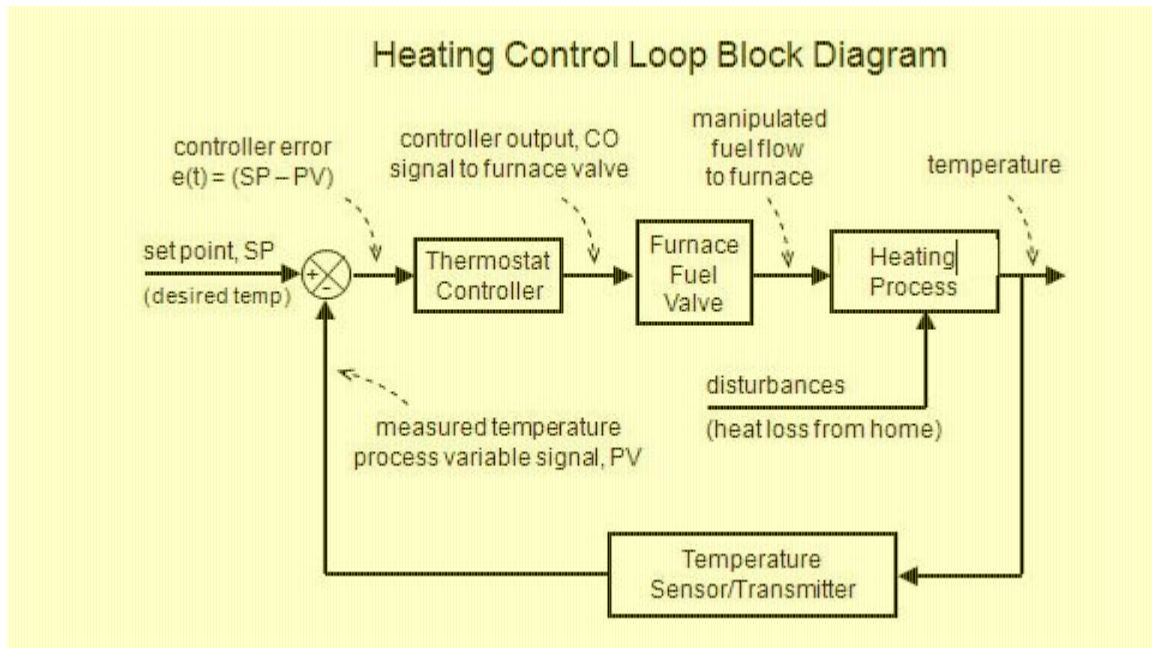 Heating Control Loop Block Diagram
controller error
e(t) = (SP – PV)
controller output, CO
signal to furnace valve
manipulated
fuel flow
to furnace
temperature
set point, SP
(desired temp)
+
-
Thermostat
Controller
Furnace
Fuel
Valve
Heating
Process
disturbances
(heat loss from home)
measured temperature
process variable signal, PV
Temperature
Sensor/Transmitter